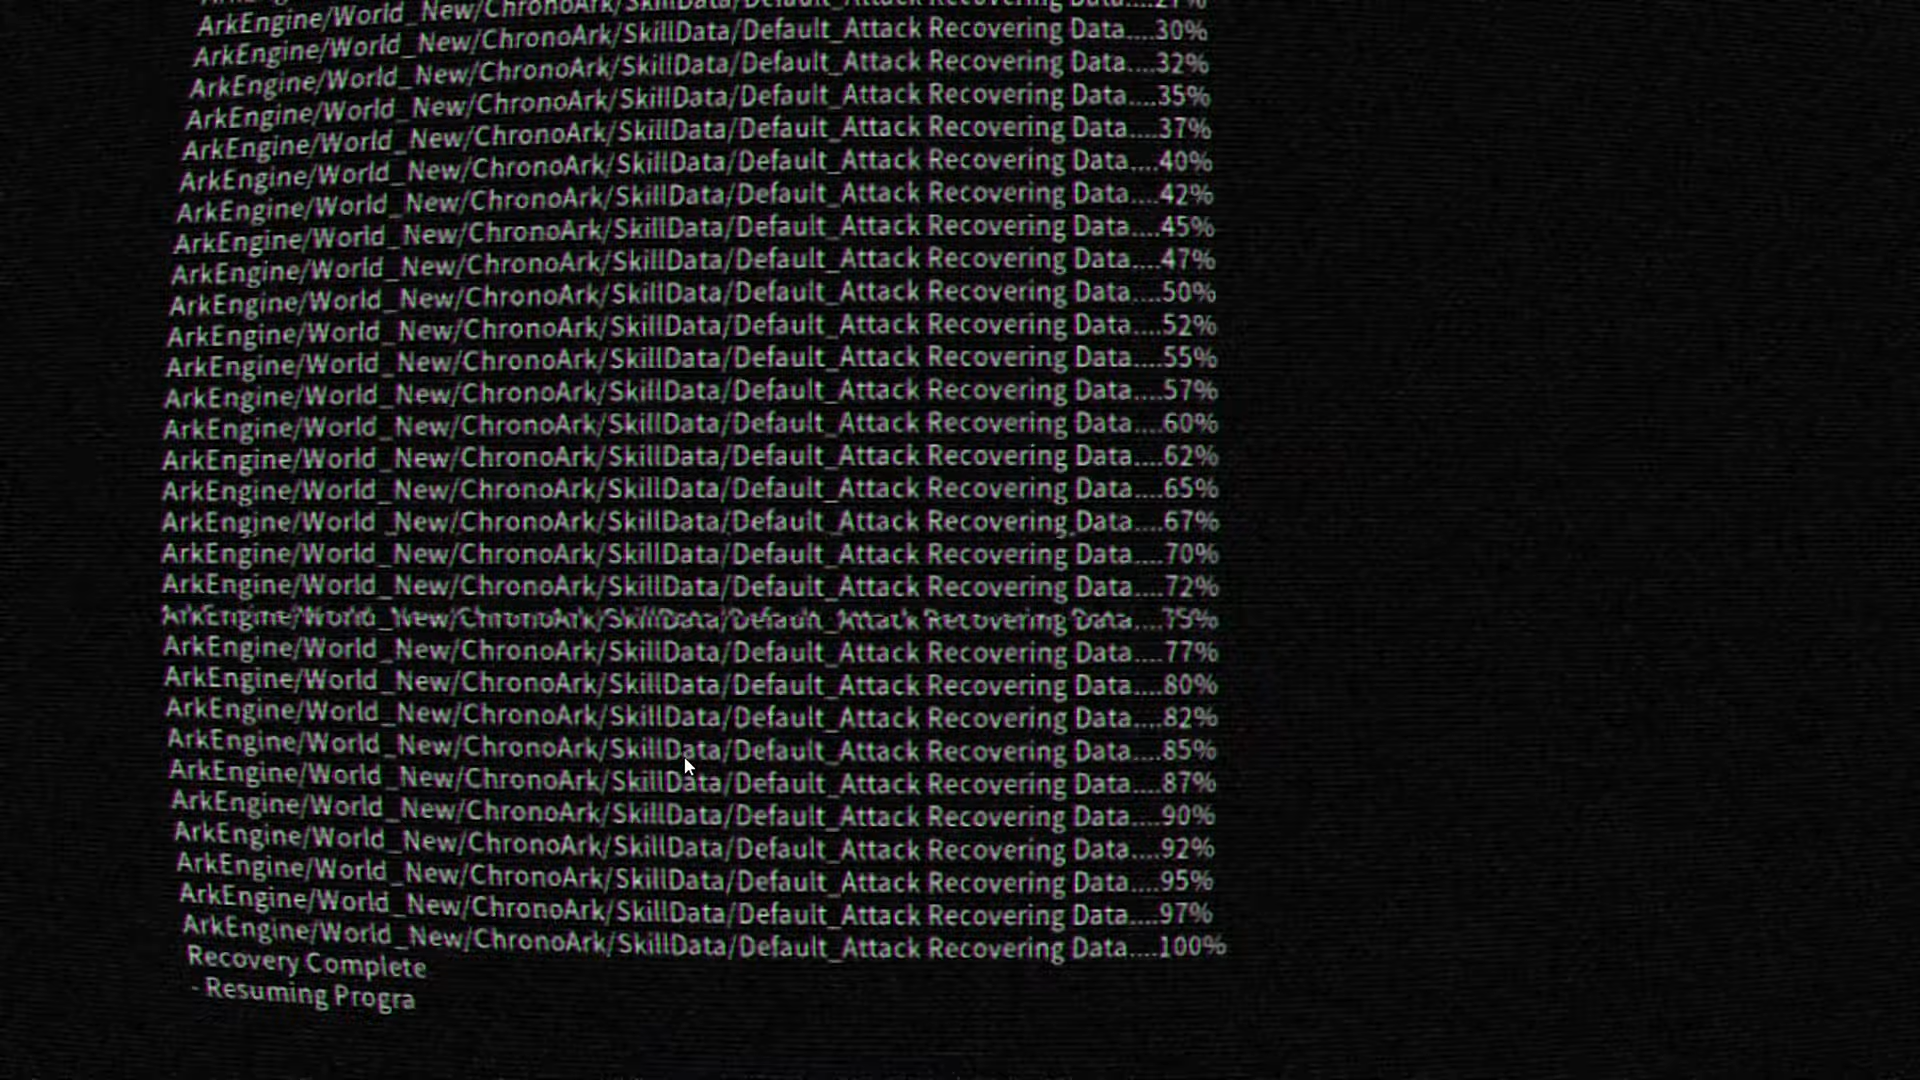 ArkEngine/World_New/ChronoArk/SkillData/Default_Attack Recovering Data....27%
ArkEngine/World_New/ChronoArk/SkillData/Default_Attack Recovering Data....30%
ArkEngine/World_New/ChronoArk/SkillData/Default_Attack Recovering Data....32%
ArkEngine/World_New/ChronoArk/SkillData/Default_Attack Recovering Data....35%
ArkEngine/World_New/ChronoArk/SkillData/Default_Attack Recovering Data....37%
ArkEngine/World_New/ChronoArk/SkillData/Default_Attack Recovering Data....40%
ArkEngine/World_New/ChronoArk/SkillData/Default_Attack Recovering Data....42%
ArkEngine/World_New/ChronoArk/SkillData/Default_Attack Recovering Data....45%
ArkEngine/World_New/ChronoArk/SkillData/Default_Attack Recovering Data....47%
ArkEngine/World_New/ChronoArk/SkillData/Default_Attack Recovering Data....50%
ArkEngine/World_New/ChronoArk/SkillData/Default_Attack Recovering Data....52%
ArkEngine/World_New/ChronoArk/SkillData/Default_Attack Recovering Data....55%
ArkEngine/World_New/ChronoArk/SkillData/Default_Attack Recovering Data....57%
ArkEngine/World_New/ChronoArk/SkillData/Default_Attack Recovering Data....60%
ArkEngine/World_New/ChronoArk/SkillData/Default_Attack Recovering Data....62%
ArkEngine/World_New/ChronoArk/SkillData/Default_Attack Recovering Data....65%
ArkEngine/World_New/ChronoArk/SkillData/Default_Attack Recovering Data....67%
ArkEngine/World_New/ChronoArk/SkillData/Default_Attack Recovering Data....70%
ArkEngine/World_New/ChronoArk/SkillData/Default_Attack Recovering Data....72%
ArkEngine/World_New/ChronoArk/SkillData/Default_Attack Recovering Data....75%
ArkEngine/World_New/ChronoArk/SkillData/Default_Attack Recovering Data....77%
ArkEngine/World_New/ChronoArk/SkillData/Default_Attack Recovering Data....80%
ArkEngine/World_New/ChronoArk/SkillData/Default_Attack Recovering Data....82%
ArkEngine/World_New/ChronoArk/SkillData/Default_Attack Recovering Data....85%
ArkEngine/World_New/ChronoArk/SkillData/Default_Attack Recovering Data....87%
ArkEngine/World_New/ChronoArk/SkillData/Default_Attack Recovering Data....90%
ArkEngine/World_New/ChronoArk/SkillData/Default_Attack Recovering Data....92%
ArkEngine/World_New/ChronoArk/SkillData/Default_Attack Recovering Data....95%
ArkEngine/World_New/ChronoArk/SkillData/Default_Attack Recovering Data....97%
ArkEngine/World_New/ChronoArk/SkillData/Default_Attack Recovering Data....100%
Recovery Complete
- Resuming Progra